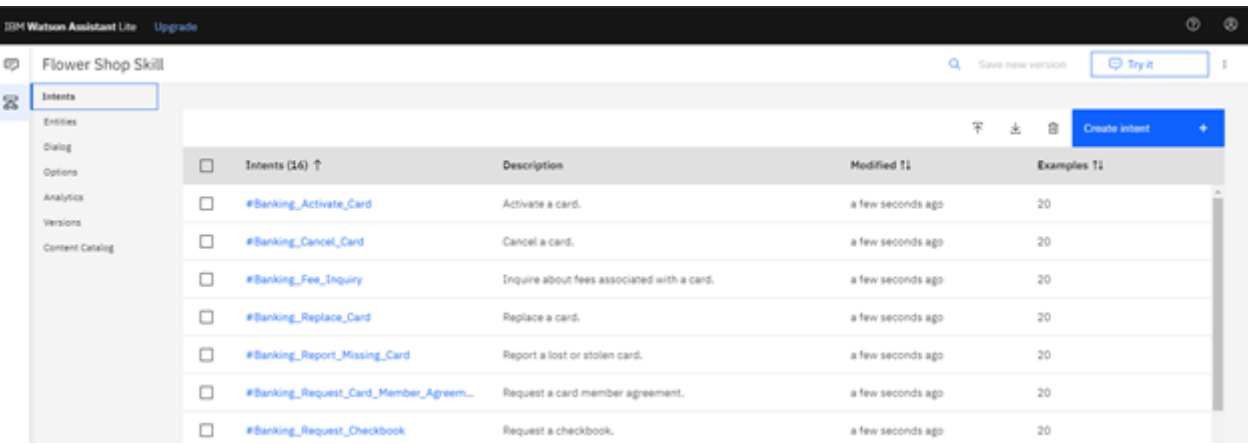 IBM Watson Assistant Lite Upgrade
Flower Shop Skill Save new version Try it
Intents
Entities
Dialog
Options
Analytics
Versions
Content Catalog
Create intent +
Intents (16) ↑ Description Modified ↑↓ Examples ↑↓
#Banking_Activate_Card Activate a card. a few seconds ago 20
#Banking_Cancel_Card Cancel a card. a few seconds ago 20
#Banking_Fee_Inquiry Inquire about fees associated with a card. a few seconds ago 20
#Banking_Replace_Card Replace a card. a few seconds ago 20
#Banking_Report_Missing_Card Report a lost or stolen card. a few seconds ago 20
#Banking_Request_Card_Member_Agreem... Request a card member agreement. a few seconds ago 20
#Banking_Request_Checkbook Request a checkbook. a few seconds ago 20